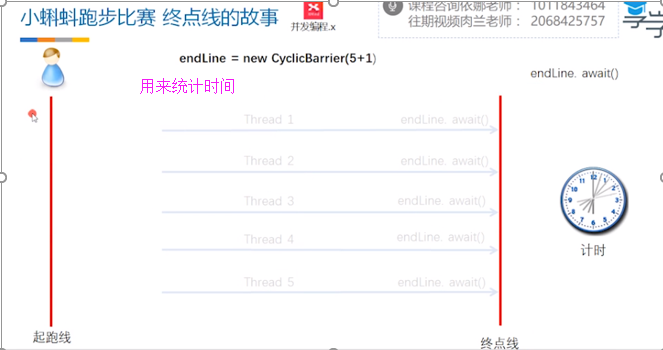 小蝌蚪跑步比赛 终点线的故事
并发编程.x
课程咨询依娜老师： 1011843464
往期视频肉兰老师： 2068425757
endLine = new CyclicBarrier(5+1)
endLine. await()
用来统计时间
Thread 1 endLine. await()
Thread 2 endLine. await()
Thread 3 endLine. await()
Thread 4 endLine. await()
Thread 5 endLine. await()
计时
起跑线
终点线